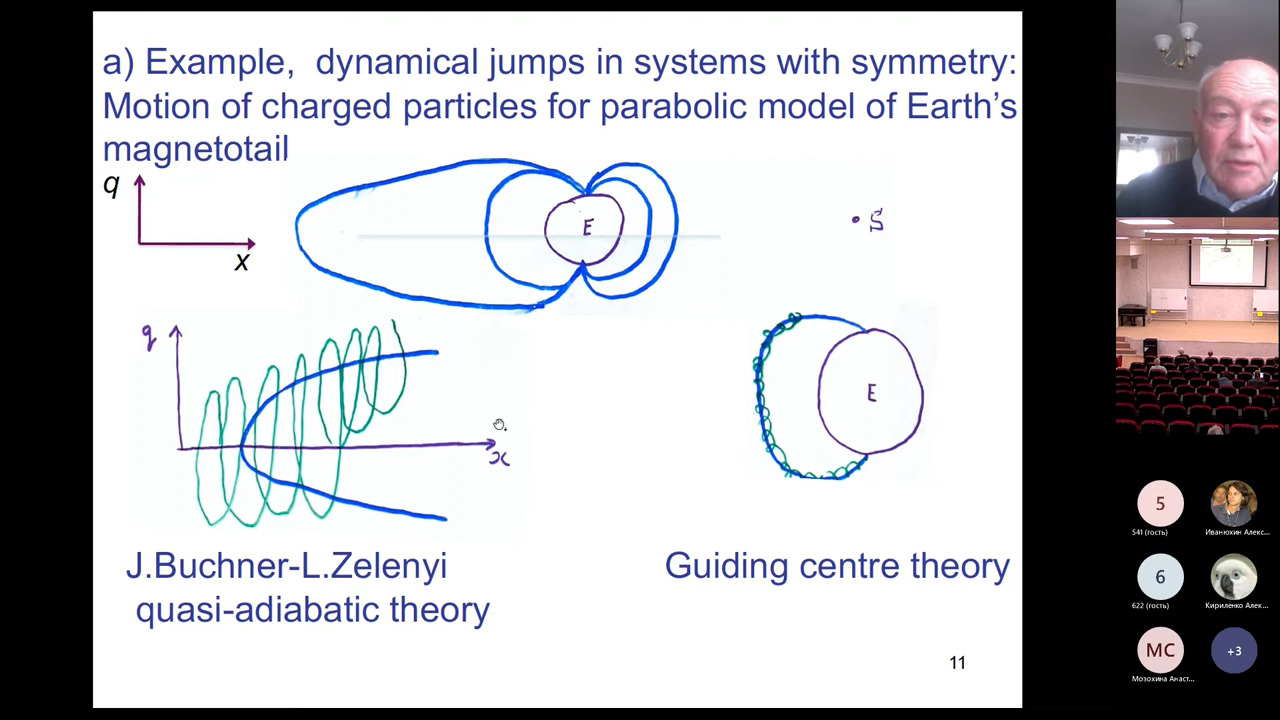 a) Example, dynamical jumps in systems with symmetry:
Motion of charged particles for parabolic model of Earth's
magnetotail
q
x
E
S
q
x
E
J.Buchner-L.Zelenyi
quasi-adiabatic theory
Guiding centre theory
11
5
541 (гость)
Иванюхин Алекс...
6
622 (гость)
Кириленко Алек...
МС
Мозохина Анаст...
+3